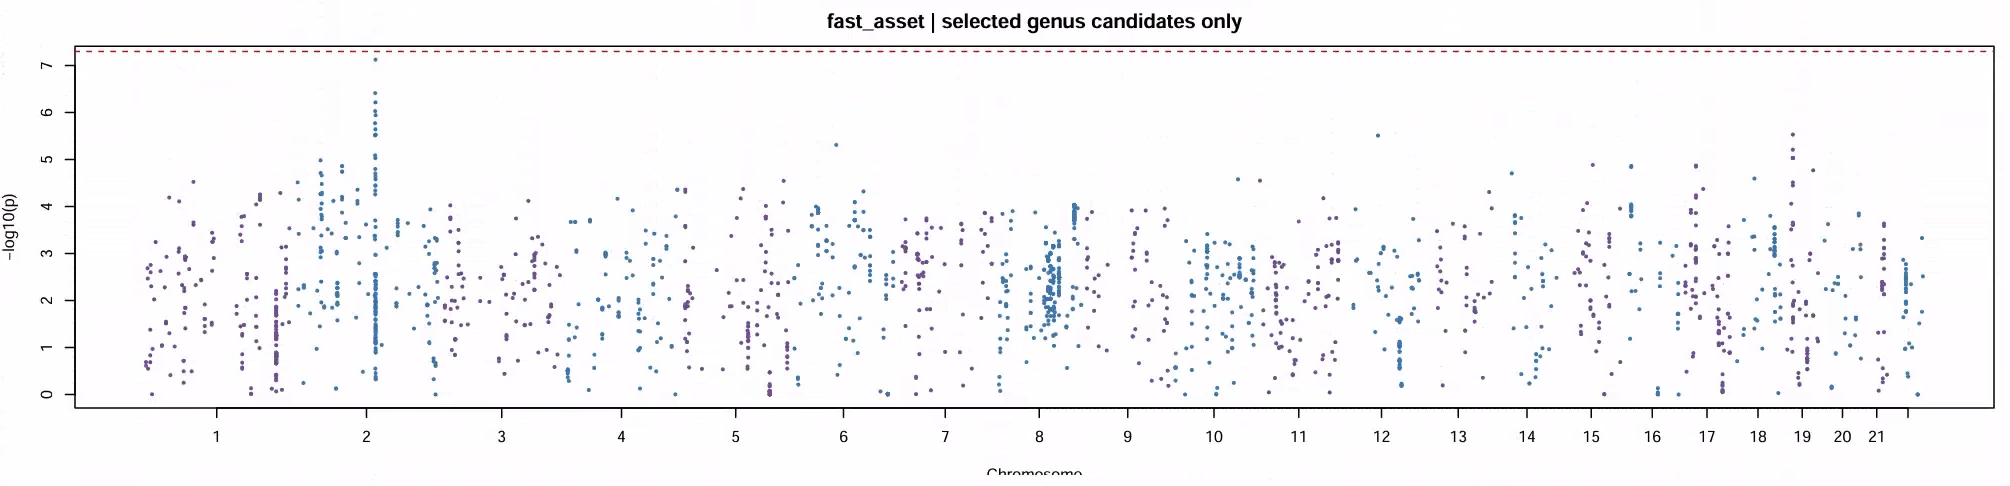 fast_asset | selected genus candidates only
−log10(p)
7
6
5
4
3
2
1
0
1 2 3 4 5 6 7 8 9 10 11 12 13 14 15 16 17 18 19 20 21
Chromosome